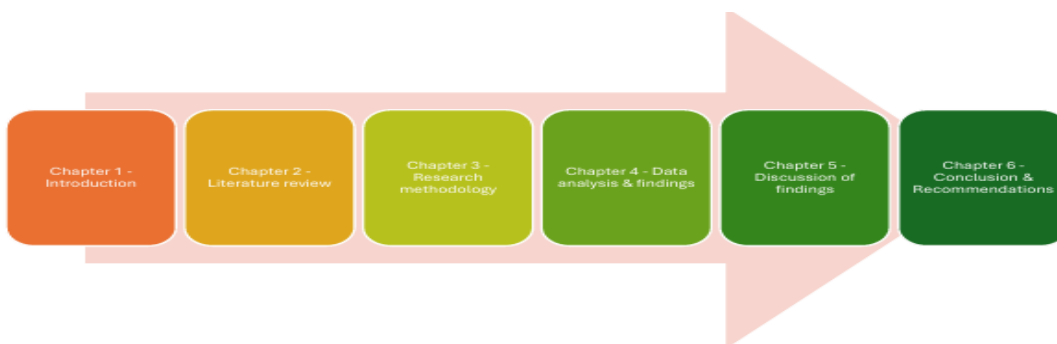 Chapter 1 -
Introduction
Chapter 2 -
Literature review
Chapter 3 -
Research
methodology
Chapter 4 - Data
analysis & findings
Chapter 5 -
Discussion of
findings
Chapter 6 -
Conclusion &
Recommendations